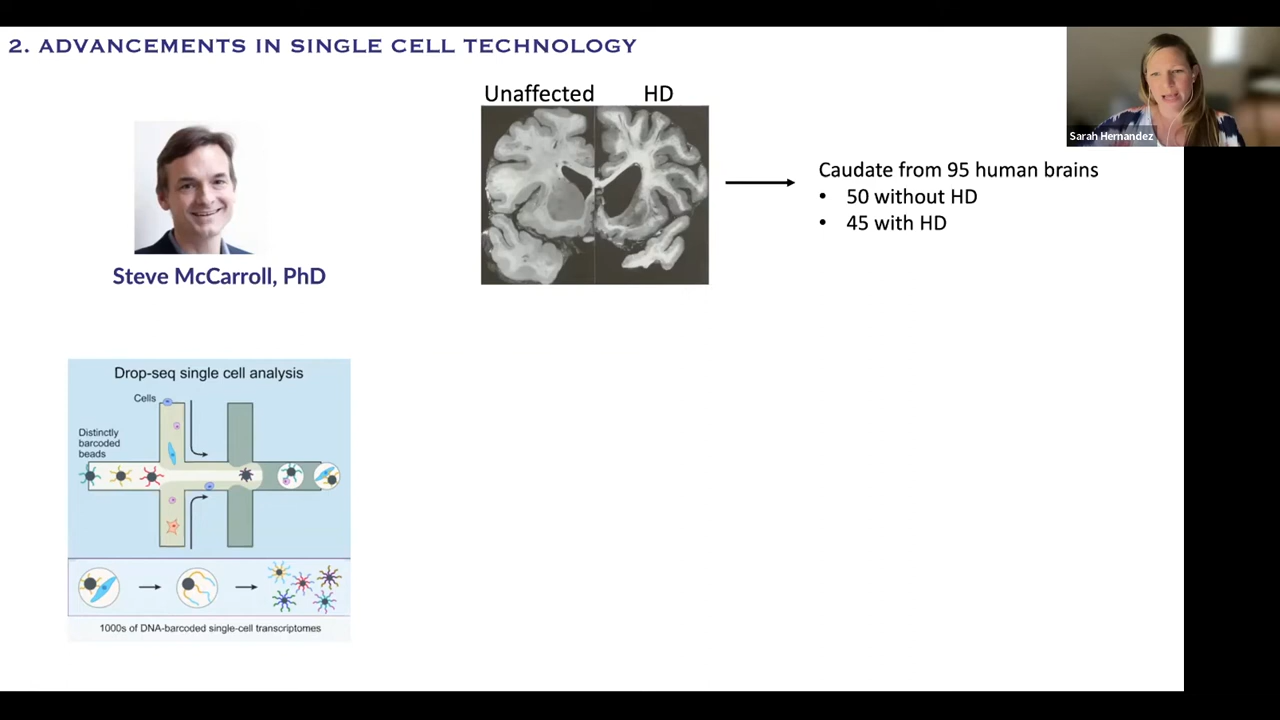 2. ADVANCEMENTS IN SINGLE CELL TECHNOLOGY
Sarah Hernandez
Steve McCarroll, PhD
Unaffected HD
Caudate from 95 human brains
• 50 without HD
• 45 with HD
Drop-seq single cell analysis
Cells
Distinctly
barcoded
beads
1000s of DNA-barcoded single-cell transcriptomes